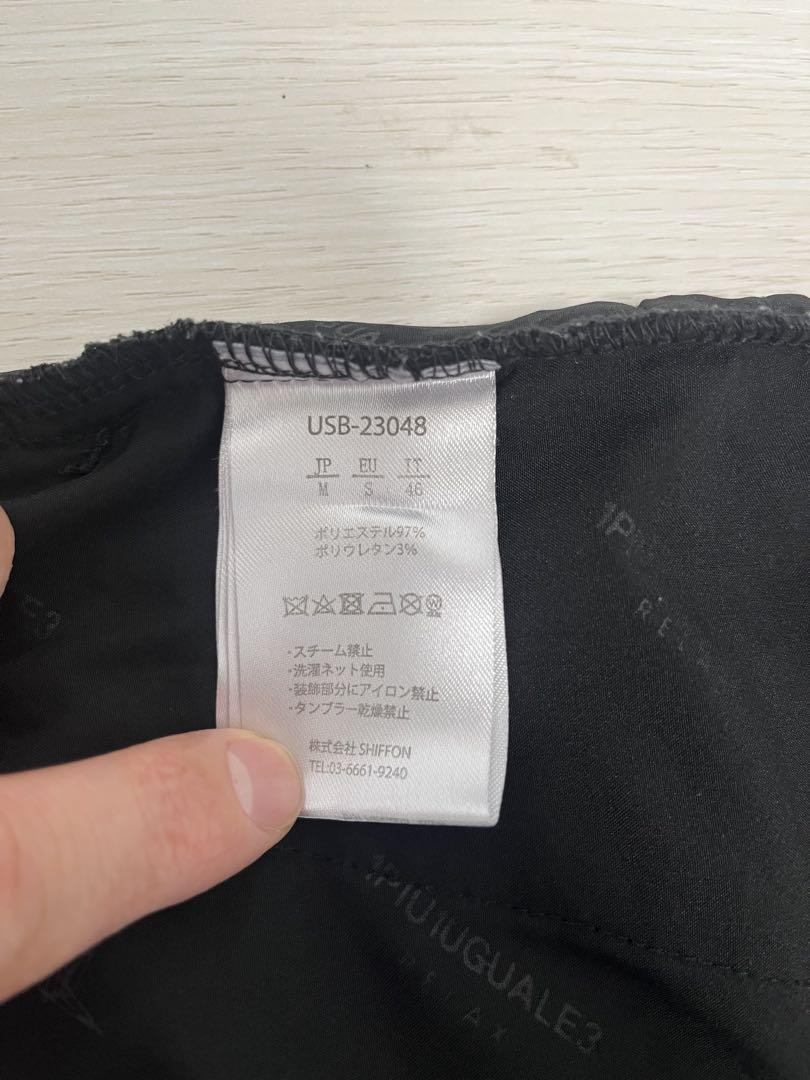 USB-23048
JP EU IT
M S 46
ポリエステル97%
ポリウレタン3%
W
・スチーム禁止
・洗濯ネット使用
・装飾部分にアイロン禁止
・タンブラー乾燥禁止
株式会社 SHIFFON
TEL:03-6661-9240
1P
RELAX
1PIU1UGUALE3
RELAX